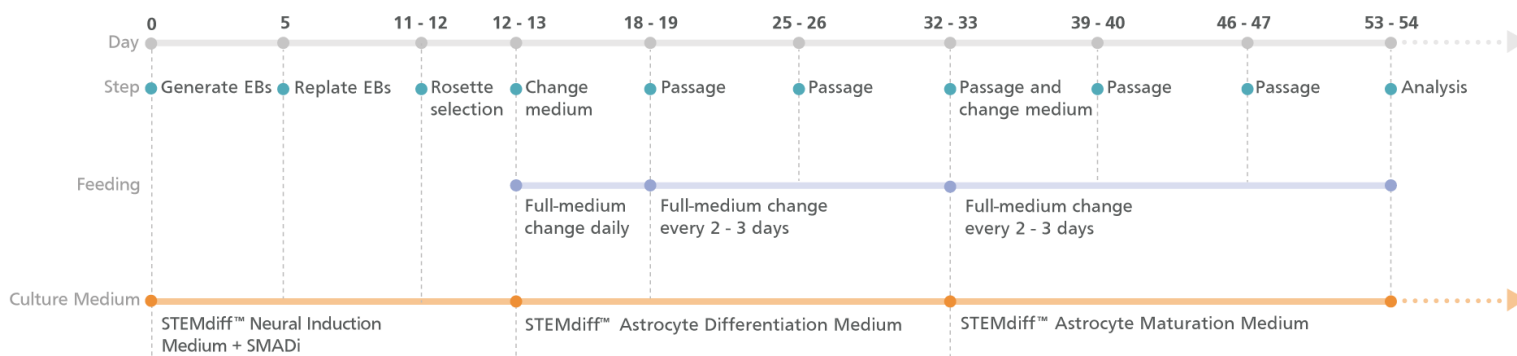 0 5 11 - 12 12 - 13 18 - 19 25 - 26 32 - 33 39 - 40 46 - 47 53 - 54
Day
Step Generate EBs Replate EBs Rosette Change Passage Passage Passage and Passage Passage Analysis
selection medium change medium
Feeding
Full-medium Full-medium change Full-medium change
change daily every 2 - 3 days every 2 - 3 days
Culture Medium
STEMdiff™ Neural Induction STEMdiff™ Astrocyte Differentiation Medium STEMdiff™ Astrocyte Maturation Medium
Medium + SMADi